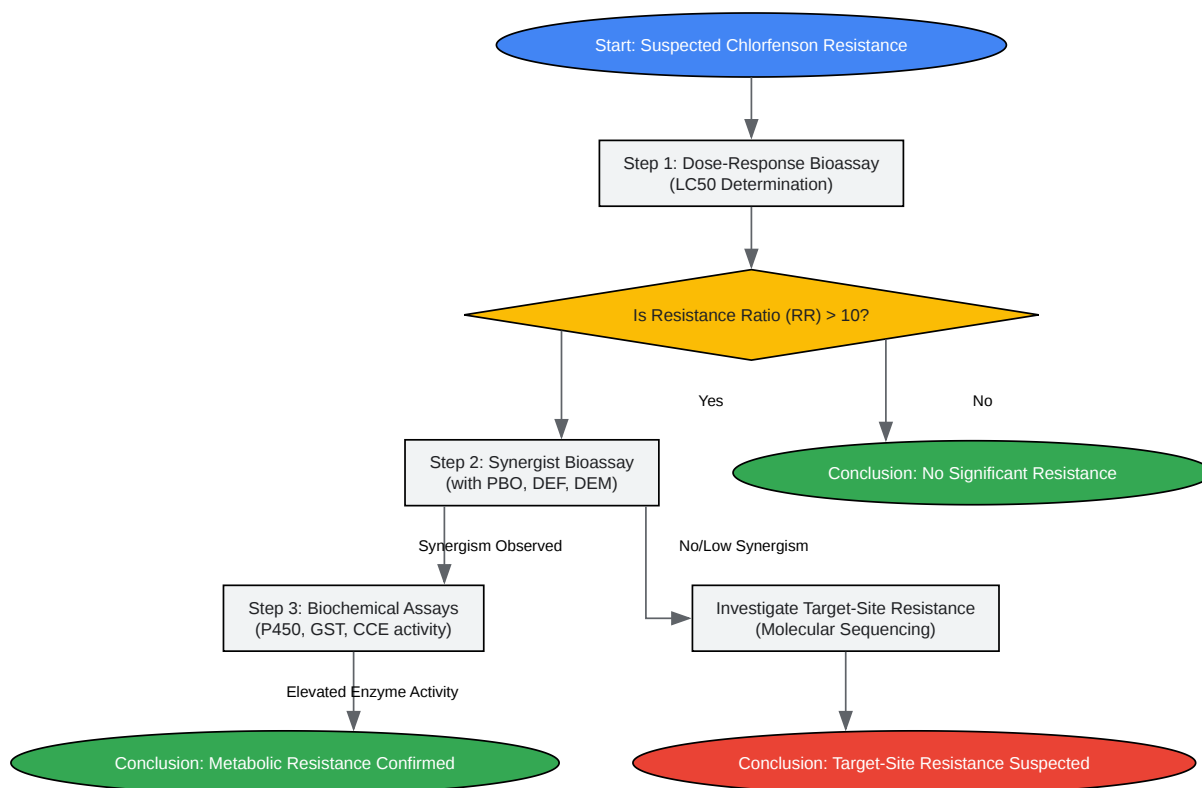 Start: Suspected Chlorfenson Resistance
Step 1: Dose-Response Bioassay
(LC50 Determination)
Is Resistance Ratio (RR) > 10?
Yes
No
Step 2: Synergist Bioassay
(with PBO, DEF, DEM)
Conclusion: No Significant Resistance
Synergism Observed
No/Low Synergism
Step 3: Biochemical Assays
(P450, GST, CCE activity)
Investigate Target-Site Resistance
(Molecular Sequencing)
Elevated Enzyme Activity
Conclusion: Metabolic Resistance Confirmed
Conclusion: Target-Site Resistance Suspected